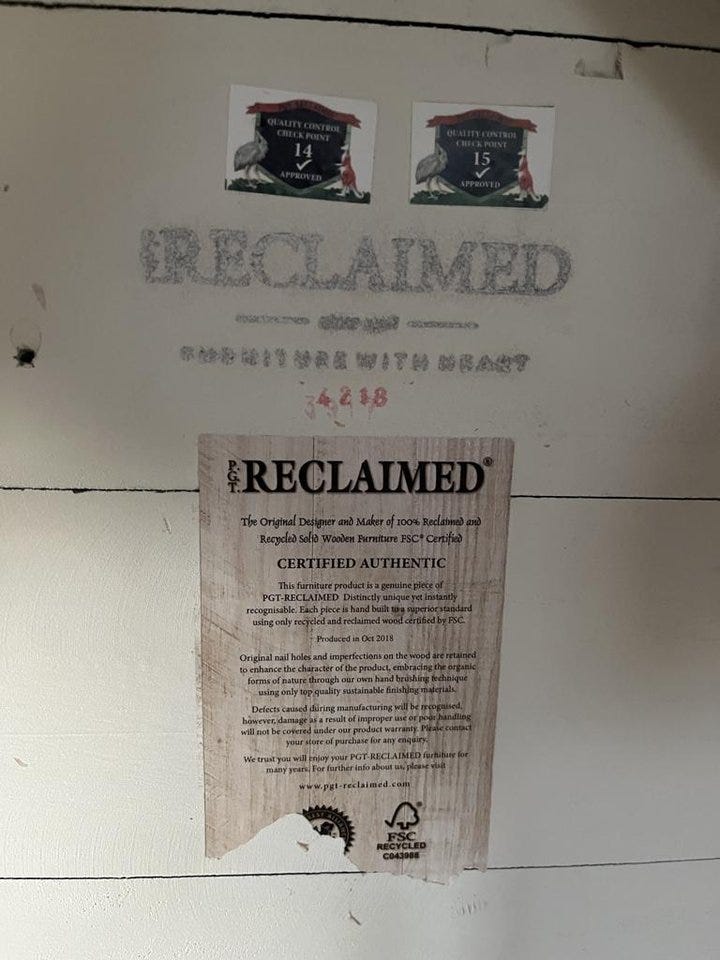 QUALITY CONTROL
CHECK POINT
14
APPROVED
QUALITY CONTROL
CHECK POINT
15
APPROVED
RECLAIMED
FURNITURE WITH HEART
4218
P.G.T. RECLAIMED®
The Original Designer and Maker of 100% Reclaimed and
Recycled Solid Wooden Furniture FSC® Certified
CERTIFIED AUTHENTIC
This furniture product is a genuine piece of
PGT-RECLAIMED Distinctly unique yet instantly
recognisable. Each piece is hand built to a superior standard
using only recycled and reclaimed wood certified by FSC.
Produced in Oct 2018
Original nail holes and imperfections on the wood are retained
to enhance the character of the product, embracing the organic
forms of nature through our own hand brushing technique
using only top quality sustainable finishing materials.
Defects caused during manufacturing will be recognised,
however, damage as a result of improper use or poor handling
will not be covered under our product warranty. Please contact
your store of purchase for any enquiry.
We trust you will enjoy your PGT-RECLAIMED furniture for
many years. For further info about us, please visit
www.pgt-reclaimed.com
FSC®
RECYCLED
C043988